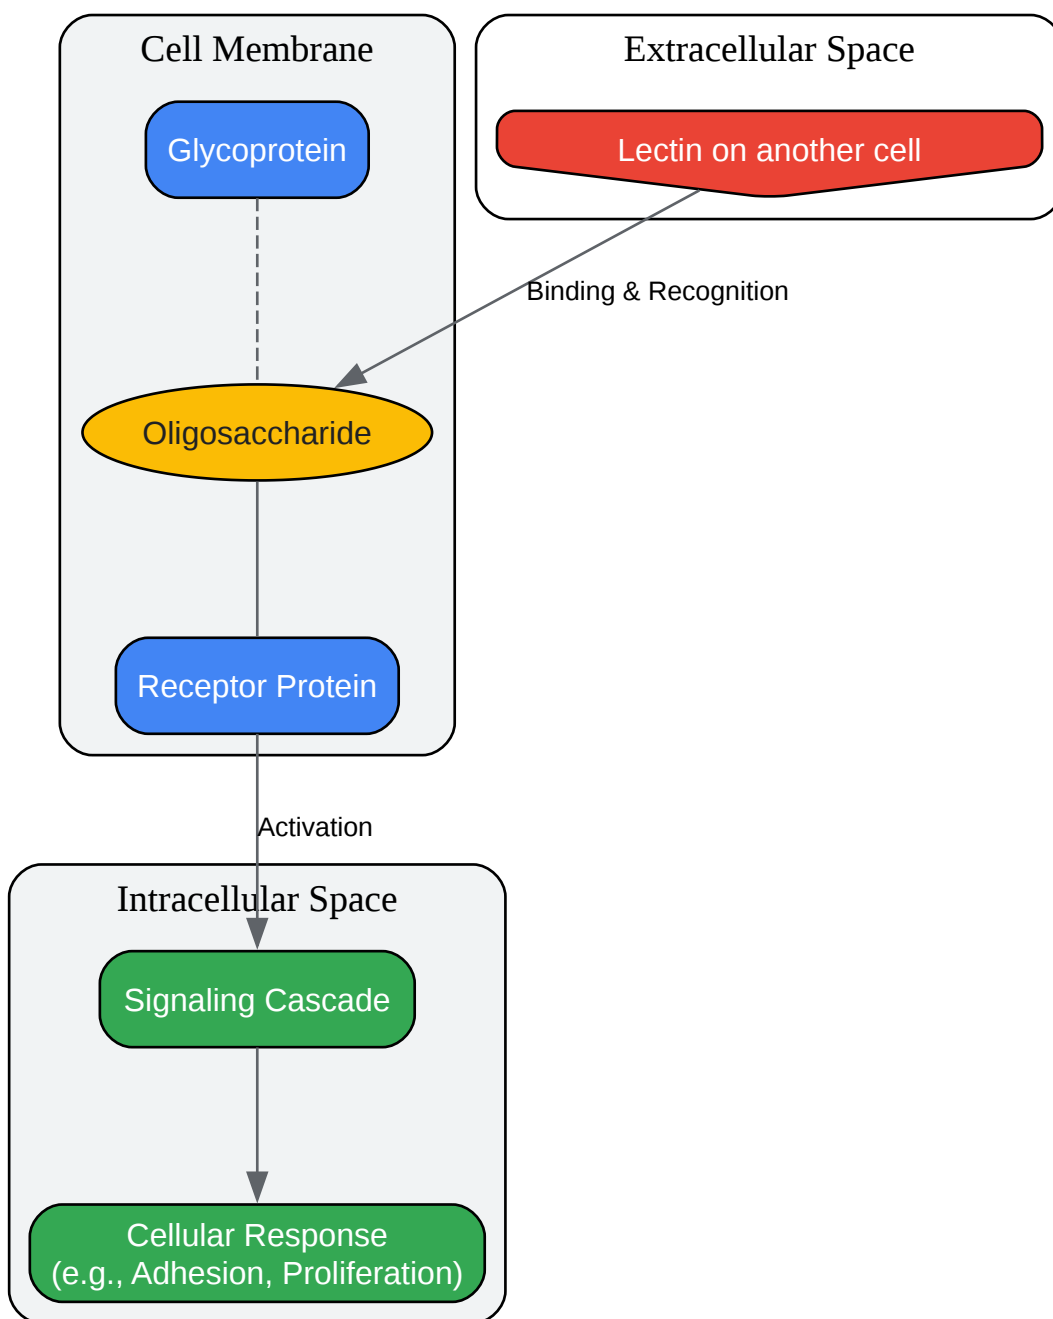 Cell Membrane
Extracellular Space
Glycoprotein
Lectin on another cell
Binding & Recognition
Oligosaccharide
Receptor Protein
Activation
Intracellular Space
Signaling Cascade
Cellular Response
(e.g., Adhesion, Proliferation)